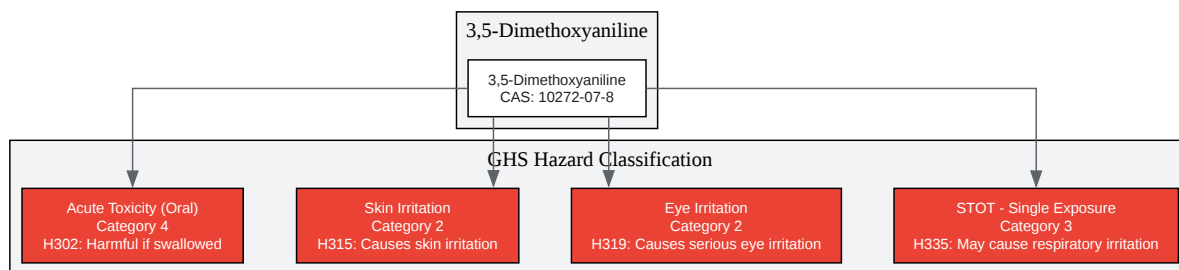 3,5-Dimethoxyaniline
3,5-Dimethoxyaniline
CAS: 10272-07-8
GHS Hazard Classification
Acute Toxicity (Oral)
Category 4
H302: Harmful if swallowed
Skin Irritation
Category 2
H315: Causes skin irritation
Eye Irritation
Category 2
H319: Causes serious eye irritation
STOT - Single Exposure
Category 3
H335: May cause respiratory irritation